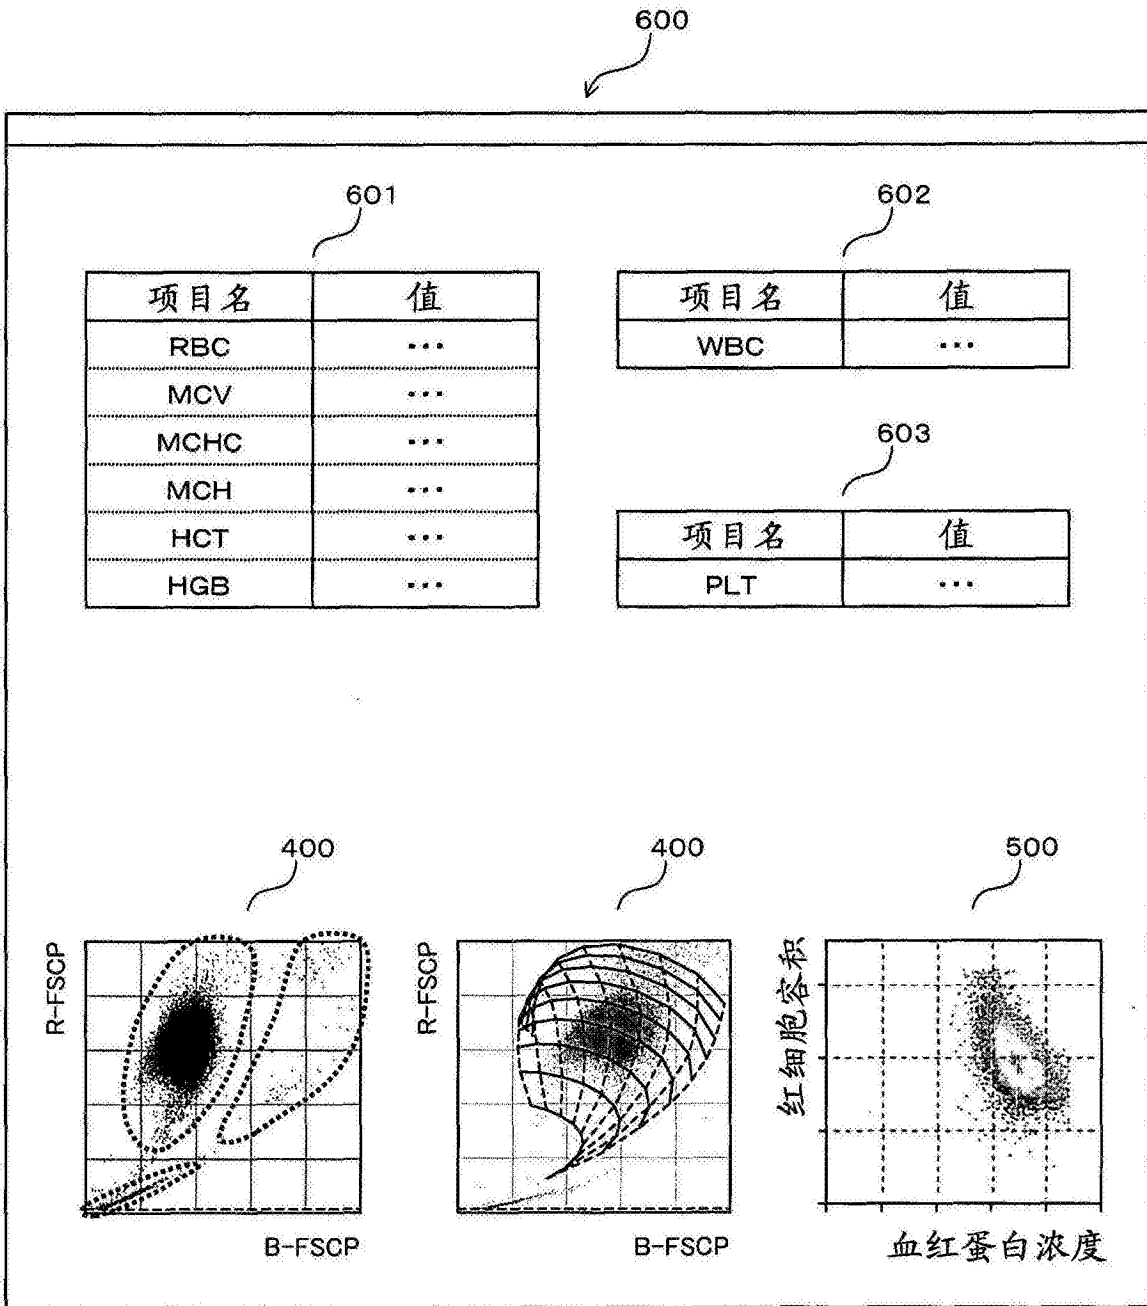 600
601
602
项目名 值
RBC ···
MCV ···
MCHC ···
MCH ···
HCT ···
HGB ···
项目名 值
WBC ···
603
项目名 值
PLT ···
400
400
500
R-FSCP
B-FSCP
R-FSCP
B-FSCP
红细胞容积
血红蛋白浓度